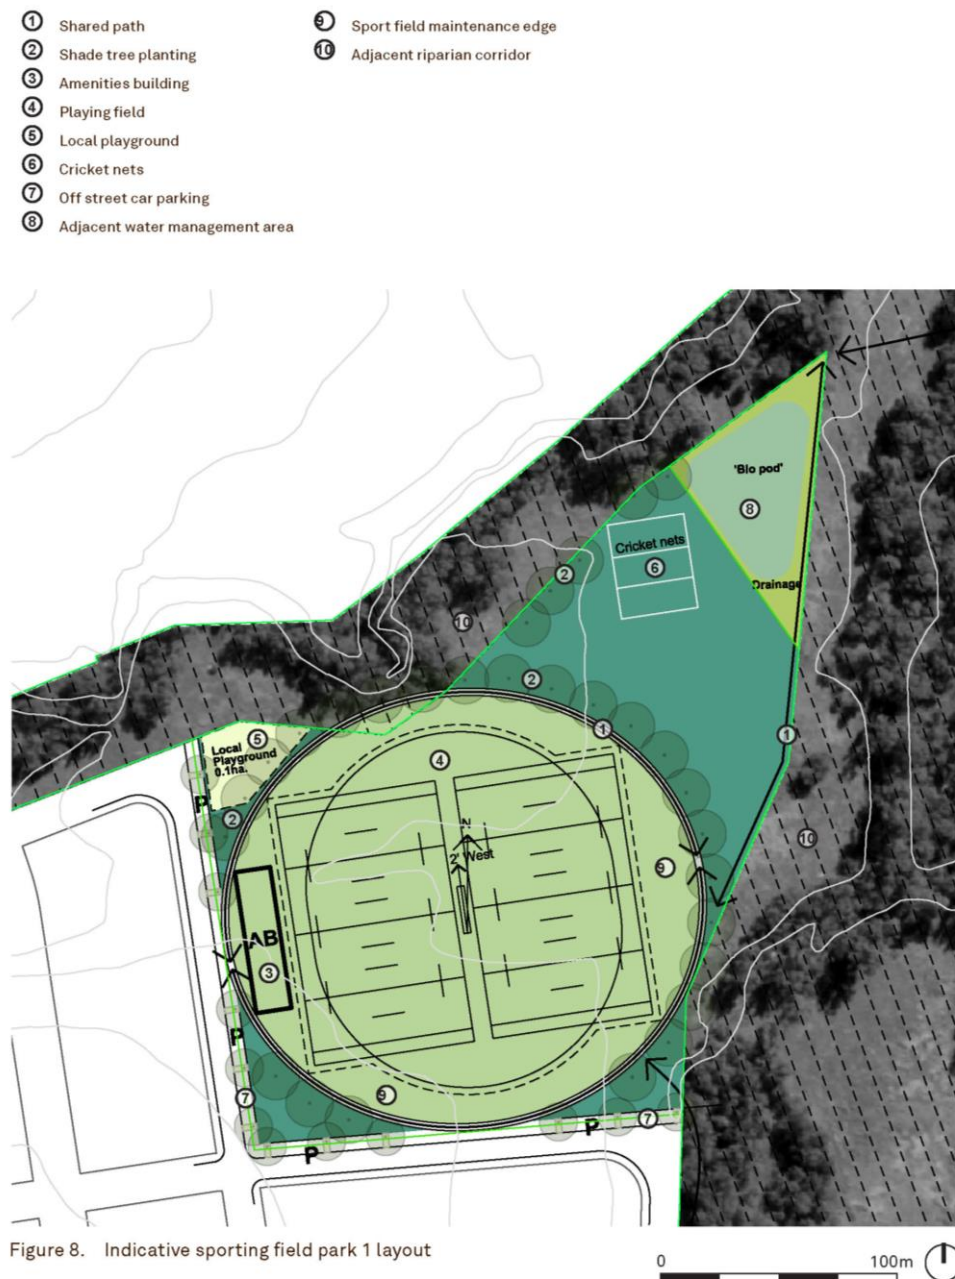 1 Shared path
2 Shade tree planting
3 Amenities building
4 Playing field
5 Local playground
6 Cricket nets
7 Off street car parking
8 Adjacent water management area
9 Sport field maintenance edge
10 Adjacent riparian corridor
'Bio pod'
8
Cricket nets
6
2
Drainage
10
2
1
1
5
Local
Playground
0.1ha.
4
P
2
N
2' West
10
9
AB
3
P
9
7
7
P
P
Figure 8. Indicative sporting field park 1 layout
0 100m